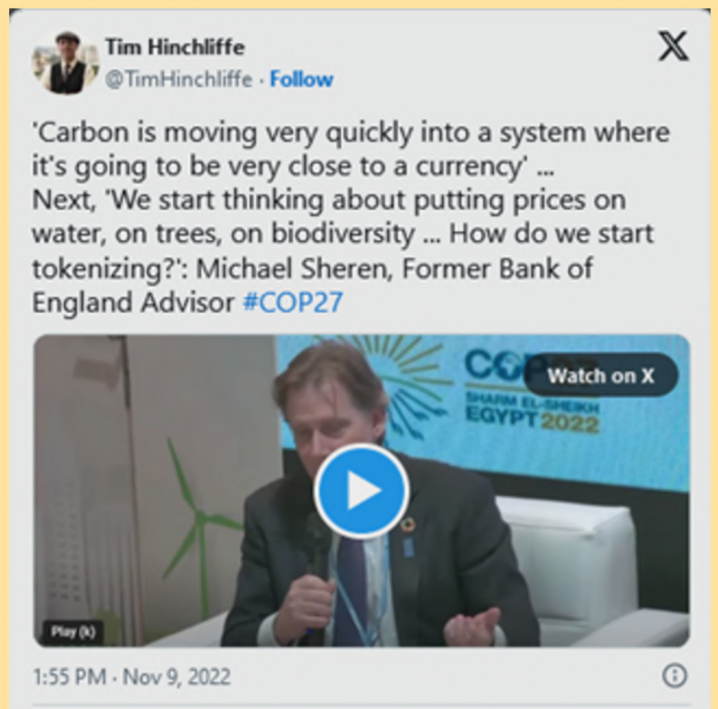 Tim Hinchliffe
@TimHinchliffe · Follow
'Carbon is moving very quickly into a system where
it's going to be very close to a currency' ...
Next, 'We start thinking about putting prices on
water, on trees, on biodiversity ... How do we start
tokenizing?': Michael Sheren, Former Bank of
England Advisor #COP27
Watch on X
SHARM EL-SHEIKH
EGYPT 2022
Play (k)
1:55 PM · Nov 9, 2022